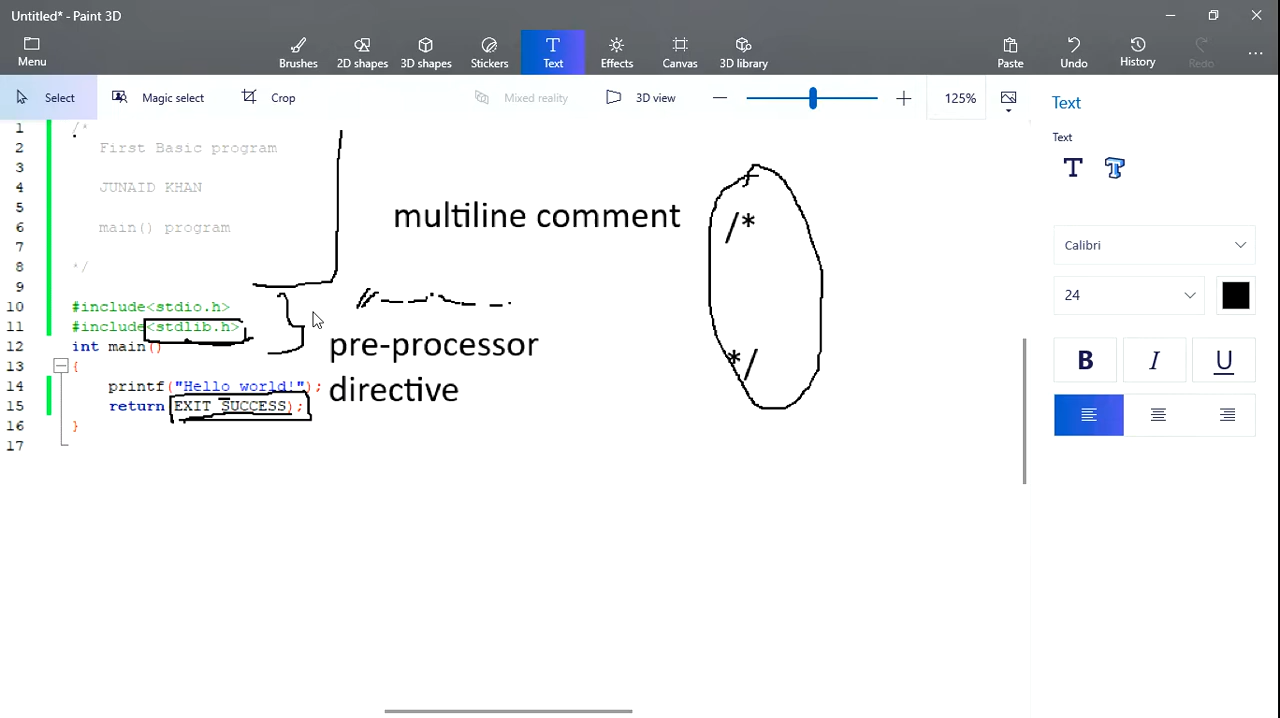 Untitled* - Paint 3D
Menu
Brushes
2D shapes
3D shapes
Stickers
Text
Effects
Canvas
3D library
Paste
Undo
History
Redo
Select
Magic select
Crop
Mixed reality
3D view
125%
Text
Text
T T
Calibri
24
B I U
1 /*
2 First Basic program
3
4 JUNAID KHAN
5
6 main() program
7
8 */
9
10 #include<stdio.h>
11 #include<stdlib.h>
12 int main()
13 {
14 printf("Hello world!");
15 return EXIT_SUCCESS);
16 }
17
multiline comment
/*
*/
//
pre-processor
directive